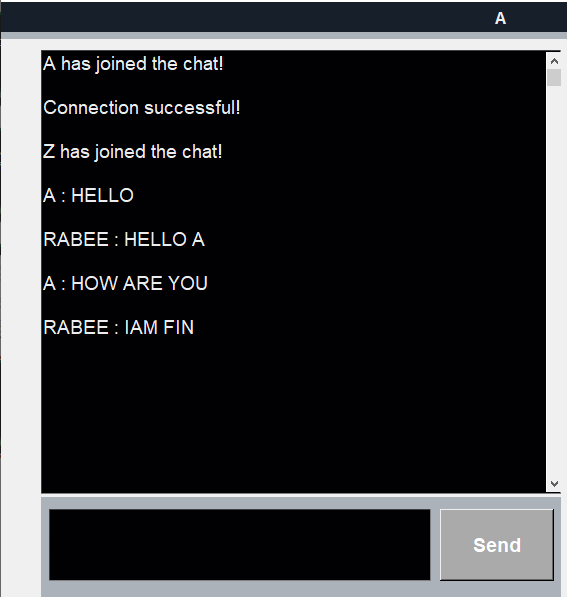 A
A has joined the chat!
Connection successful!
Z has joined the chat!
A : HELLO
RABEE : HELLO A
A : HOW ARE YOU
RABEE : IAM FIN
Send